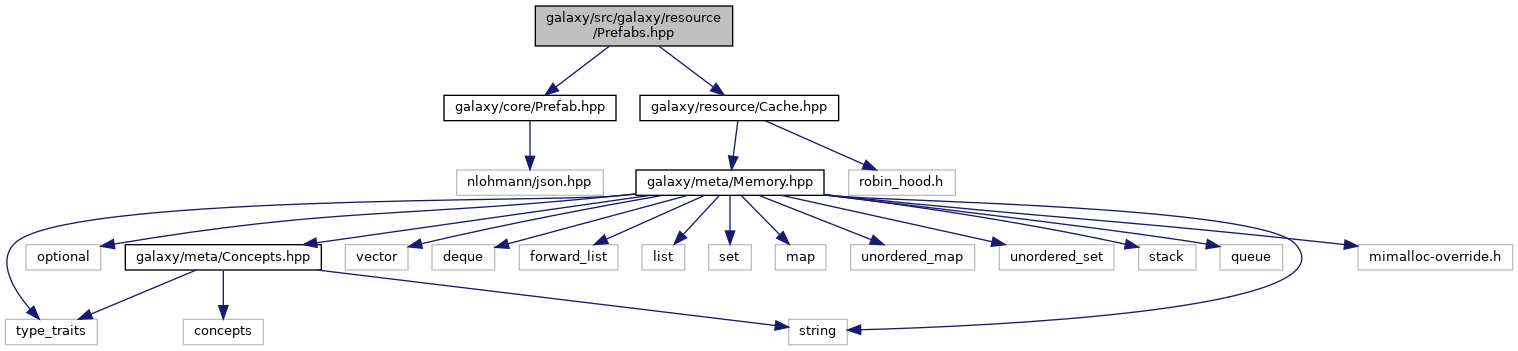 galaxy/src/galaxy/resource
/Prefabs.hpp
galaxy/core/Prefab.hpp
galaxy/resource/Cache.hpp
nlohmann/json.hpp
galaxy/meta/Memory.hpp
robin_hood.h
optional
galaxy/meta/Concepts.hpp
vector
deque
forward_list
list
set
map
unordered_map
unordered_set
stack
queue
mimalloc-override.h
type_traits
concepts
string